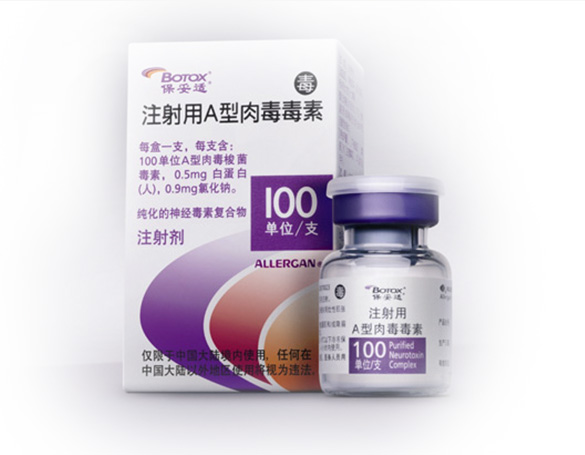 BOTOX®
保妥适®
毒
注射用A型肉毒毒素
每盒一支，每支含：
100单位A型肉毒梭菌
毒素，0.5mg 白蛋白
(人)，0.9mg氯化钠。
纯化的神经毒素复合物
注射剂
100
单位/支
ALLERGAN
仅限于中国大陆境内使用，任何在
中国大陆以外地区使用将视为违法.
毒
BOTOX®
保妥适®
注射用
A型肉毒毒素
100
单位/支
Purified
Neurotoxin
Complex